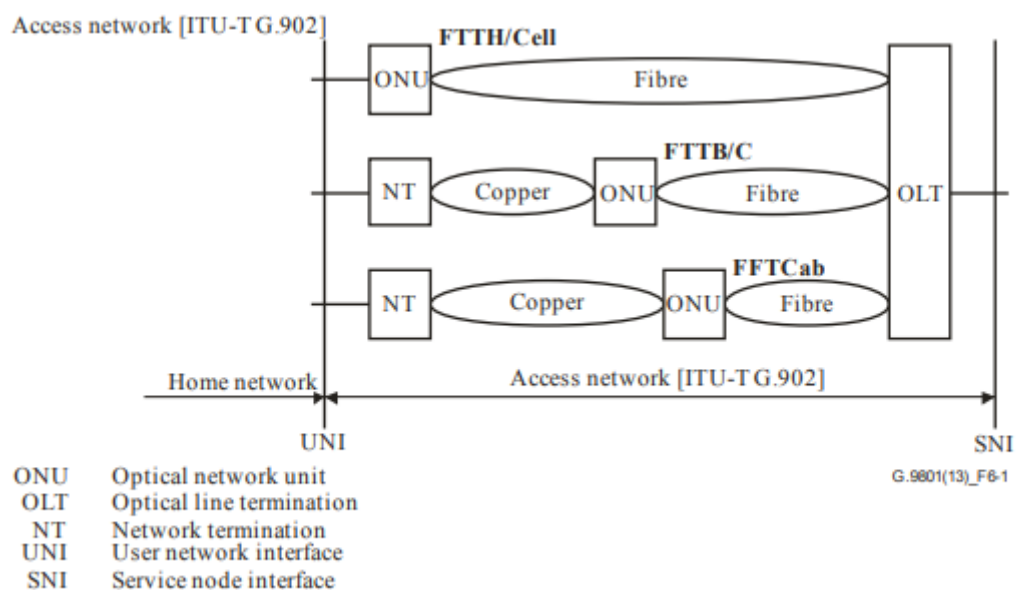 Access network [ITU-T G.902]
FTTH/Cell
ONU
Fibre
FTTB/C
NT
Copper
ONU
Fibre
OLT
FFTCab
NT
Copper
ONU
Fibre
Home network
Access network [ITU-T G.902]
UNI
SNI
G.9801(13)_F6-1
ONU Optical network unit
OLT Optical line termination
NT Network termination
UNI User network interface
SNI Service node interface